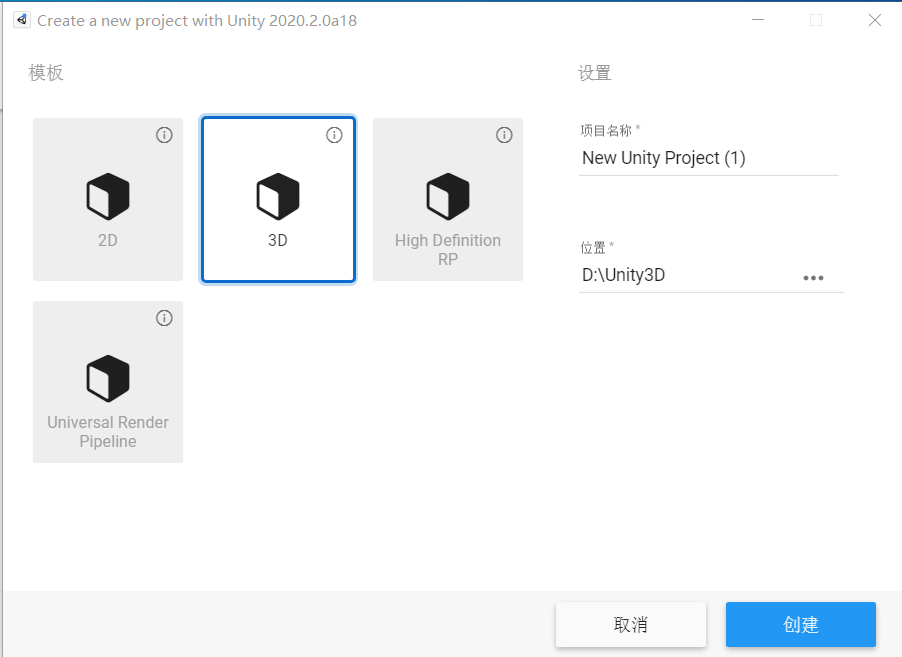 Create a new project with Unity 2020.2.0a18
模板
2D
3D
High Definition
RP
Universal Render
Pipeline
设置
项目名称 *
New Unity Project (1)
位置 *
D:\Unity3D
取消
创建